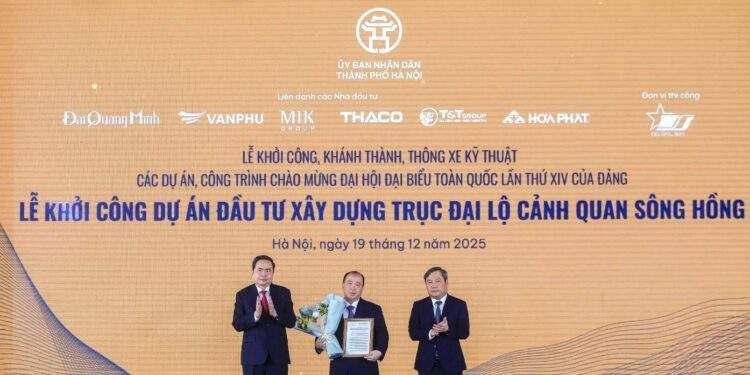 ỦY BAN NHÂN DÂN
THÀNH PHỐ HÀ NỘI
Liên danh các Nhà đầu tư
Đơn vị thi công
Đại Quang Minh
VANPHU
MIK
GROUP
THACO
T&T GROUP
HOA PHAT
LỄ KHỞI CÔNG, KHÁNH THÀNH, THÔNG XE KỸ THUẬT
CÁC DỰ ÁN, CÔNG TRÌNH CHÀO MỪNG ĐẠI HỘI ĐẠI BIỂU TOÀN QUỐC LẦN THỨ XIV CỦA ĐẢNG
LỄ KHỞI CÔNG DỰ ÁN ĐẦU TƯ XÂY DỰNG TRỤC ĐẠI LỘ CẢNH QUAN SÔNG HỒNG
Hà Nội, ngày 19 tháng 12 năm 2025